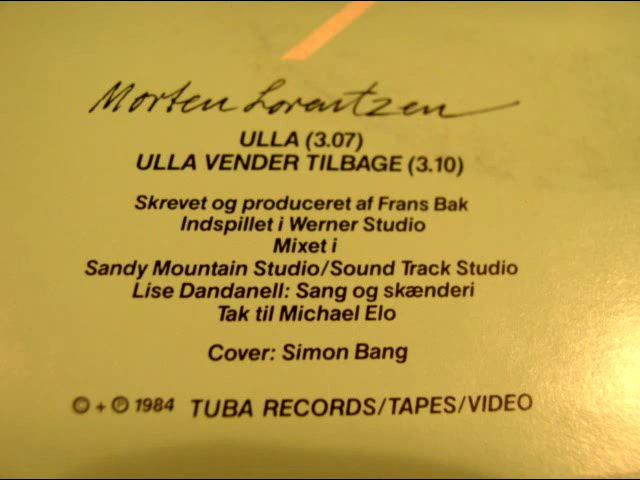 Morten Lorentzen
ULLA (3.07)
ULLA VENDER TILBAGE (3.10)
Skrevet og produceret af Frans Bak
Indspillet i Werner Studio
Mixet i
Sandy Mountain Studio/Sound Track Studio
Lise Dandanell: Sang og skænderi
Tak til Michael Elo
Cover: Simon Bang
© + ℗ 1984 TUBA RECORDS/TAPES/VIDEO